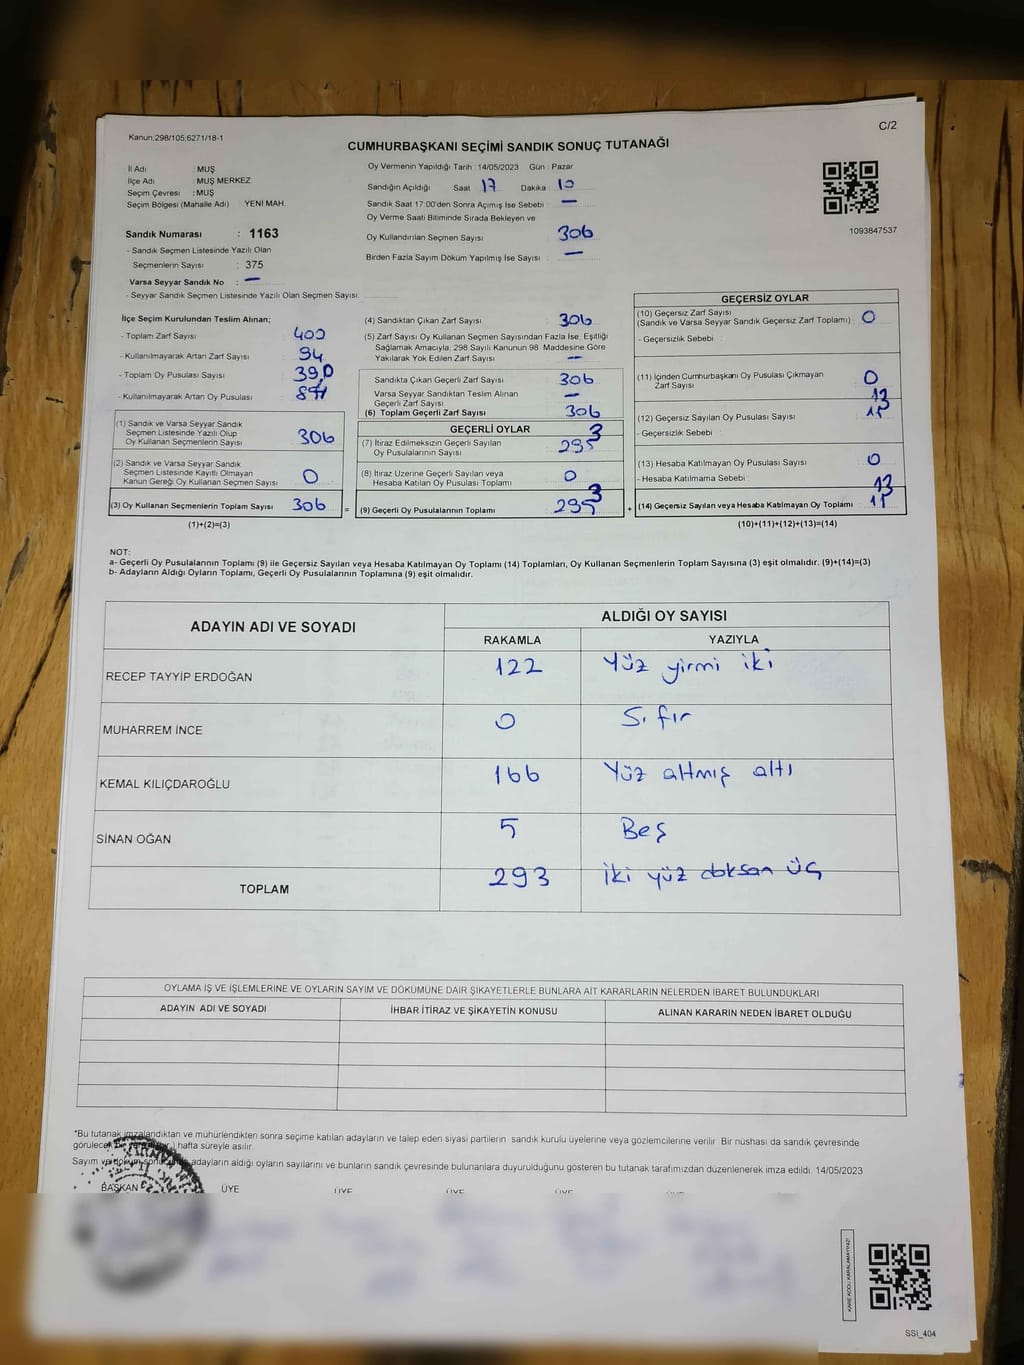 C/2
Kanun;298/105;6271/18-1
CUMHURBAŞKANI SEÇİMİ SANDIK SONUÇ TUTANAĞI
İl Adı : MUŞ
İlçe Adı MUŞ MERKEZ
Seçim Çevresi : MUŞ
Seçim Bölgesi (Mahalle Adı) YENİ MAH.
Sandık Numarası : 1163
- Sandık Seçmen Listesinde Yazılı Olan
Seçmenlerin Sayısı : 375
Varsa Seyyar Sandık No : —
- Seyyar Sandık Seçmen Listesinde Yazılı Olan Seçmen Sayısı
Oy Vermenin Yapıldığı Tarih : 14/05/2023 Gün : Pazar
Sandığın Açıldığı Saat 17 Dakika 10
Sandık Saat 17:00'den Sonra Açımış İse Sebebi : —
Oy Verme Saati Bitiminde Sırada Bekleyen ve
Oy Kullandırılan Seçmen Sayısı 306
Birden Fazla Sayım Döküm Yapılmış İse Sayısı : —
1093847537
İlçe Seçim Kurulundan Teslim Alınan;
- Toplam Zarf Sayısı 400
- Kullanılmayarak Artan Zarf Sayısı 94
- Toplam Oy Pusulası Sayısı 390
- Kullanılmayarak Artan Oy Pusulası
(1) Sandık ve Varsa Seyyar Sandık
Seçmen Listesinde Yazılı Olup
Oy Kullanan Seçmenlerin Sayısı 306
(2) Sandık ve Varsa Seyyar Sandık
Seçmen Listesinde Kayıtlı Olmayan
Kanun Gereği Oy Kullanan Seçmen Sayısı 0
(3) Oy Kullanan Seçmenlerin Toplam Sayısı 306
(1)+(2)=(3)
=
(4) Sandıktan Çıkan Zarf Sayısı 306
(5) Zarf Sayısı Oy Kullanan Seçmen Sayısından Fazla İse, Eşitliği
Sağlamak Amacıyla, 298 Sayılı Kanunun 98. Maddesine Göre
Yakılarak Yok Edilen Zarf Sayısı —
Sandıkta Çıkan Geçerli Zarf Sayısı 306
Varsa Seyyar Sandıktan Teslim Alınan
Geçerli Zarf Sayısı —
(6) Toplam Geçerli Zarf Sayısı 306
GEÇERLİ OYLAR
(7) İtiraz Edilmeksizin Geçerli Sayılan
Oy Pusulalarının Sayısı 293
(8) İtiraz Üzerine Geçerli Sayılan veya
Hesaba Katılan Oy Pusulası Toplamı 0
(9) Geçerli Oy Pusulalarının Toplamı 293
+
GEÇERSİZ OYLAR
(10) Geçersiz Zarf Sayısı
(Sandık ve Varsa Seyyar Sandık Geçersiz Zarf Toplamı) 0
- Geçersizlik Sebebi :
(11) İçinden Cumhurbaşkanı Oy Pusulası Çıkmayan
Zarf Sayısı 0
(12) Geçersiz Sayılan Oy Pusulası Sayısı 13
- Geçersizlik Sebebi
(13) Hesaba Katılmayan Oy Pusulası Sayısı 0
- Hesaba Katılmama Sebebi :
(14) Geçersiz Sayılan veya Hesaba Katılmayan Oy Toplamı 13
(10)+(11)+(12)+(13)=(14)
NOT:
a- Geçerli Oy Pusulalarının Toplamı (9) ile Geçersiz Sayılan veya Hesaba Katılmayan Oy Toplamı (14) Toplamları, Oy Kullanan Seçmenlerin Toplam Sayısına (3) eşit olmalıdır. (9)+(14)=(3)
b- Adayların Aldığı Oyların Toplamı, Geçerli Oy Pusulalarının Toplamına (9) eşit olmalıdır.
ADAYIN ADI VE SOYADI
ALDIĞI OY SAYISI
RAKAMLA YAZIYLA
RECEP TAYYİP ERDOĞAN 122 Yüz yirmi iki
MUHARREM İNCE 0 Sıfır
KEMAL KILIÇDAROĞLU 166 Yüz altmış altı
SİNAN OĞAN 5 Beş
TOPLAM 293 iki yüz doksan üç
OYLAMA İŞ VE İŞLEMLERİNE VE OYLARIN SAYIM VE DÖKÜMÜNE DAİR ŞİKAYETLERLE BUNLARA AİT KARARLARIN NELERDEN İBARET BULUNDUKLARI
ADAYIN ADI VE SOYADI İHBAR İTİRAZ VE ŞİKAYETİN KONUSU ALINAN KARARIN NEDEN İBARET OLDUĞU
*Bu tutanak imzalandıktan ve mühürlendikten sonra seçime katılan adayların ve talep eden siyasi partilerin sandık kurulu üyelerine veya gözlemcilerine verilir. Bir nüshası da sandık çevresinde
görülecek bir hafta süreyle asılır.
Sayım ve döküm adayların aldığı oyların sayılarını ve bunların sandık çevresinde bulunanlara duyurulduğunu gösteren bu tutanak tarafımızdan düzenlenerek imza edildi. 14/05/2023
BAŞKAN ÜYE ÜYE ÜYE ÜYE ÜYE
KARE KODU KARALAMAYINIZ!
SSİ_404